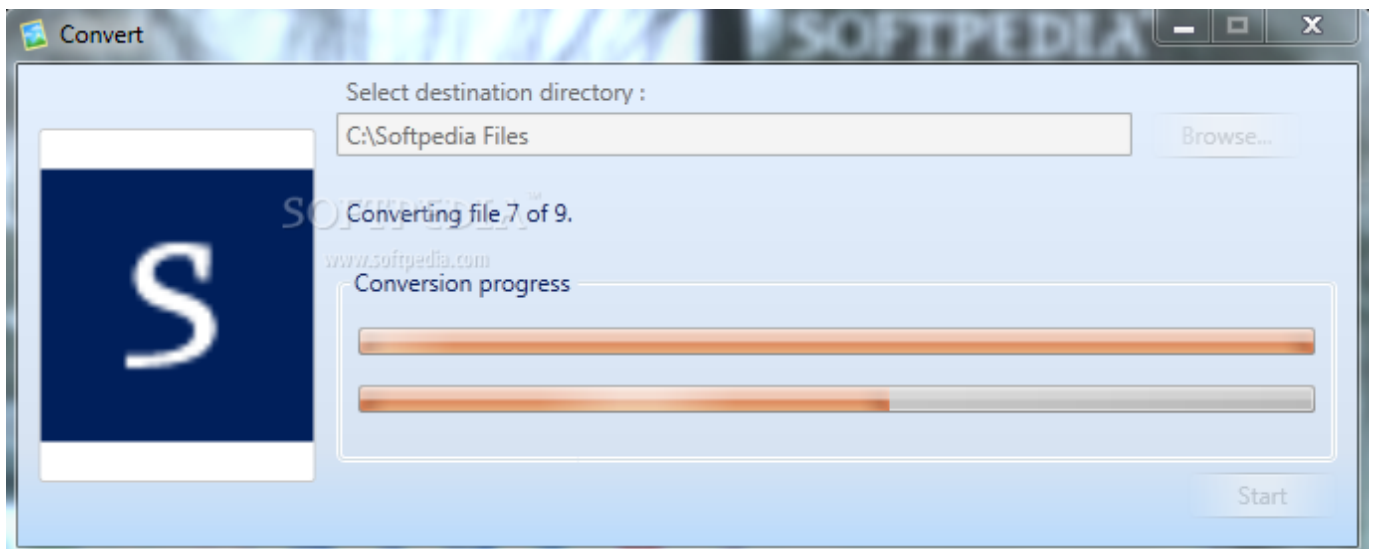 Convert
SOFTPEDIA
Select destination directory :
C:\Softpedia Files
Browse...
S
SOFTPEDIA™
Converting file 7 of 9.
www.softpedia.com
Conversion progress
Start